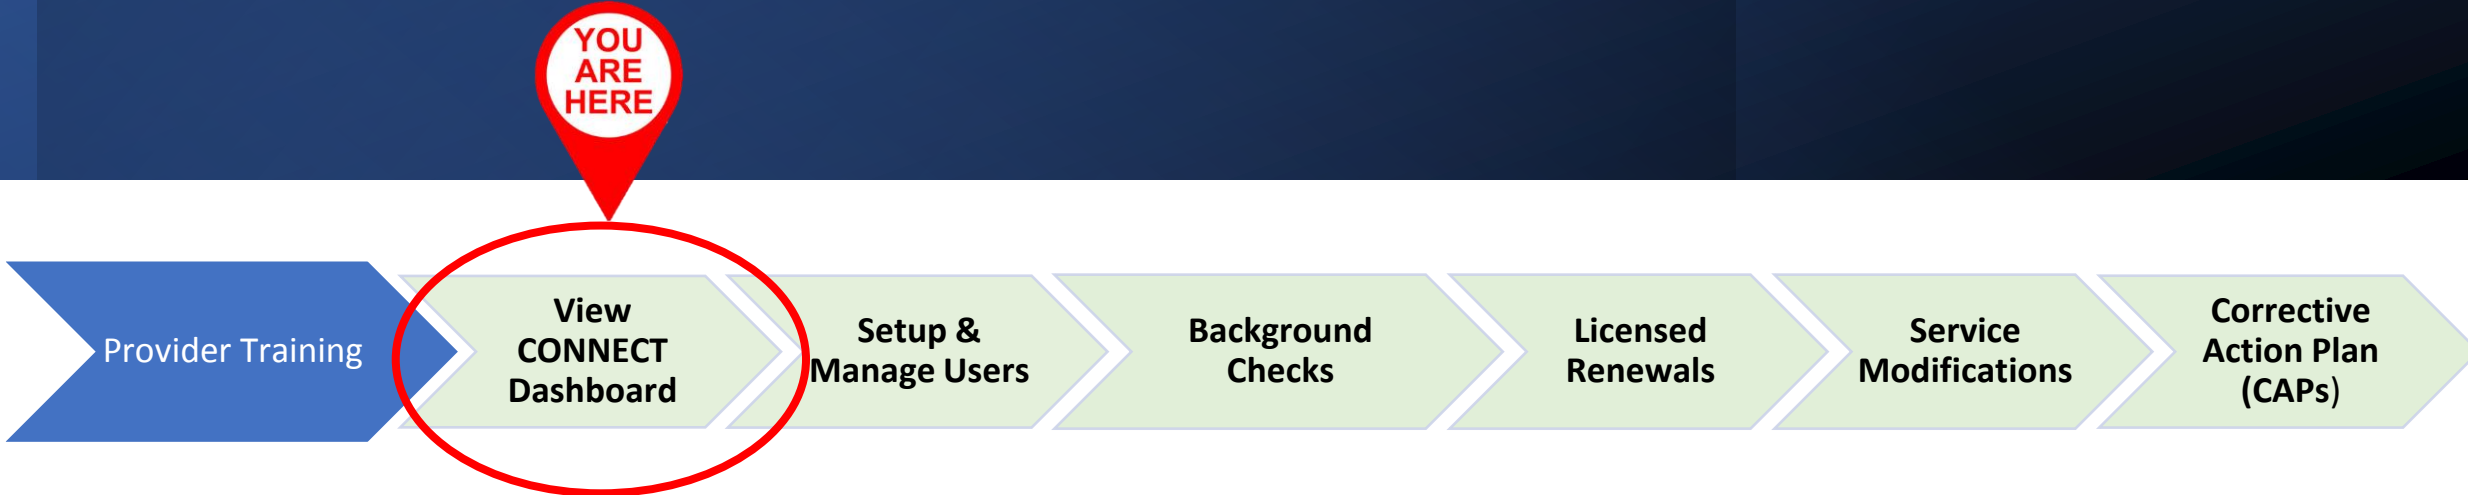 YOU
ARE
HERE
Provider Training
View
CONNECT
Dashboard
Setup &
Manage Users
Background
Checks
Licensed
Renewals
Service
Modifications
Corrective
Action Plan
(CAPs)